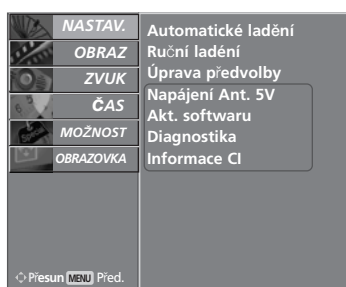 NASTAV.
OBRAZ
ZVUK
ČAS
MOŽNOST
OBRAZOVKA
Automatické ladění
Ruční ladéní
Úprava předvolby
Napájení Ant. 5V
Akt. softwaru
Diagnostika
Informace CI
Přesun MENU Před.